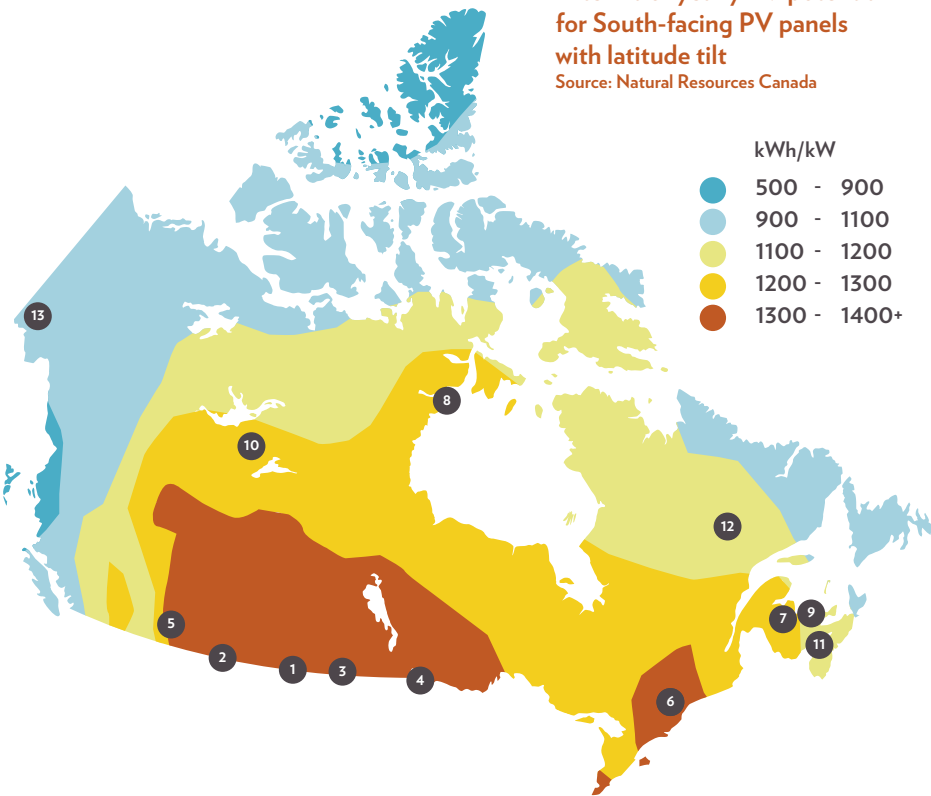 for South-facing PV panels
with latitude tilt
Source: Natural Resources Canada
kWh/kW
500 - 900
900 - 1100
1100 - 1200
1200 - 1300
1300 - 1400+
13
8
10
12
5
7
9
2
11
1
3
4
6